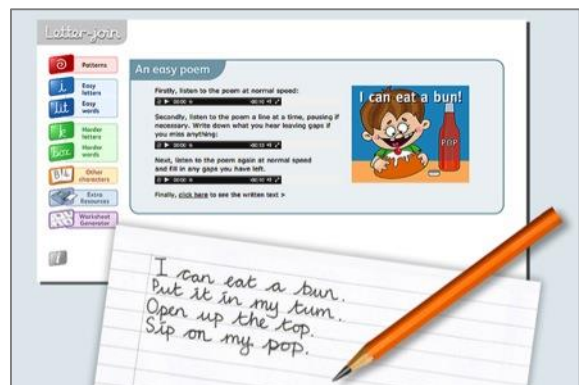 Letter-join
Patterns
An easy poem
Easy
letters
Easy
words
Harder
letters
Harder
words
Other
characters
Extra
Resources
Worksheet
Generator
Firstly, listen to the poem at normal speed:
Secondly, listen to the poem a line at a time, pausing if
necessary. Write down what you hear leaving gaps if
you miss anything:
Next, listen to the poem again at normal speed
and fill in any gaps you have left.
Finally, click here to see the written text >
I can eat a bun!
POP
I can eat a bun.
Put it in my tum.
Open up the top.
Sip on my pop.